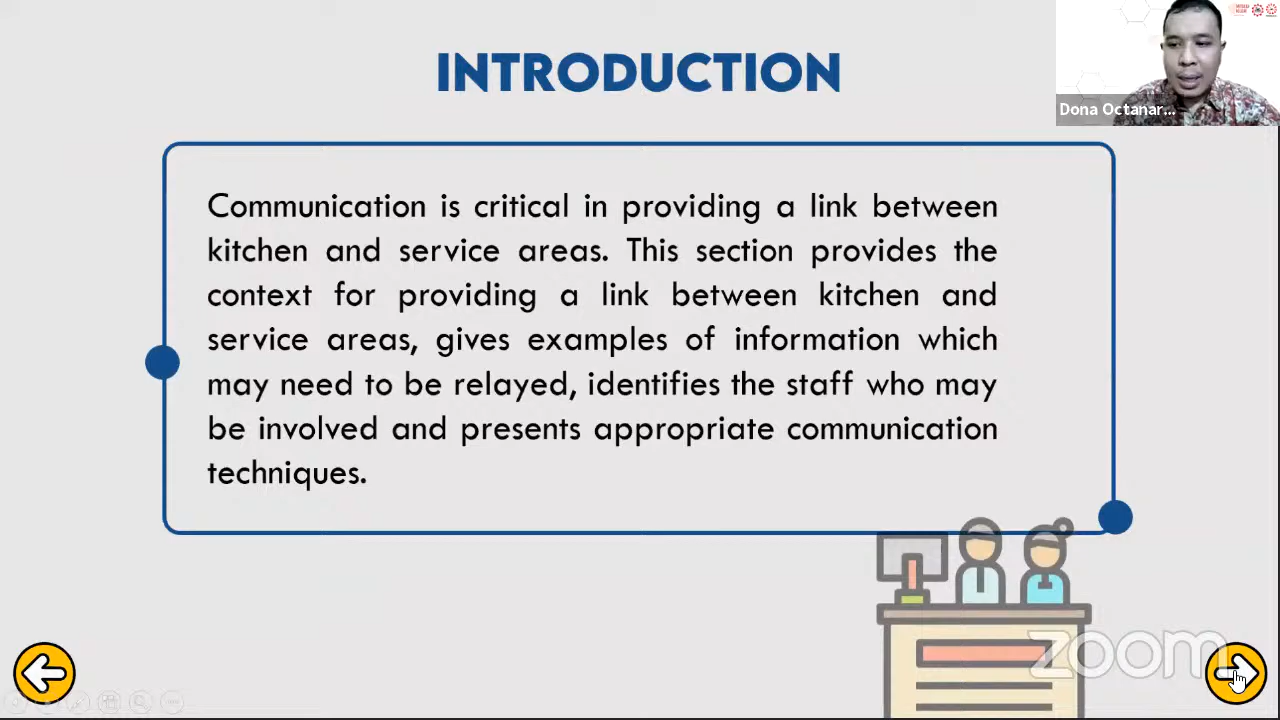 INTRODUCTION
Dona Octanar...
Communication is critical in providing a link between
kitchen and service areas. This section provides the
context for providing a link between kitchen and
service areas, gives examples of information which
may need to be relayed, identifies the staff who may
be involved and presents appropriate communication
techniques.
zoom